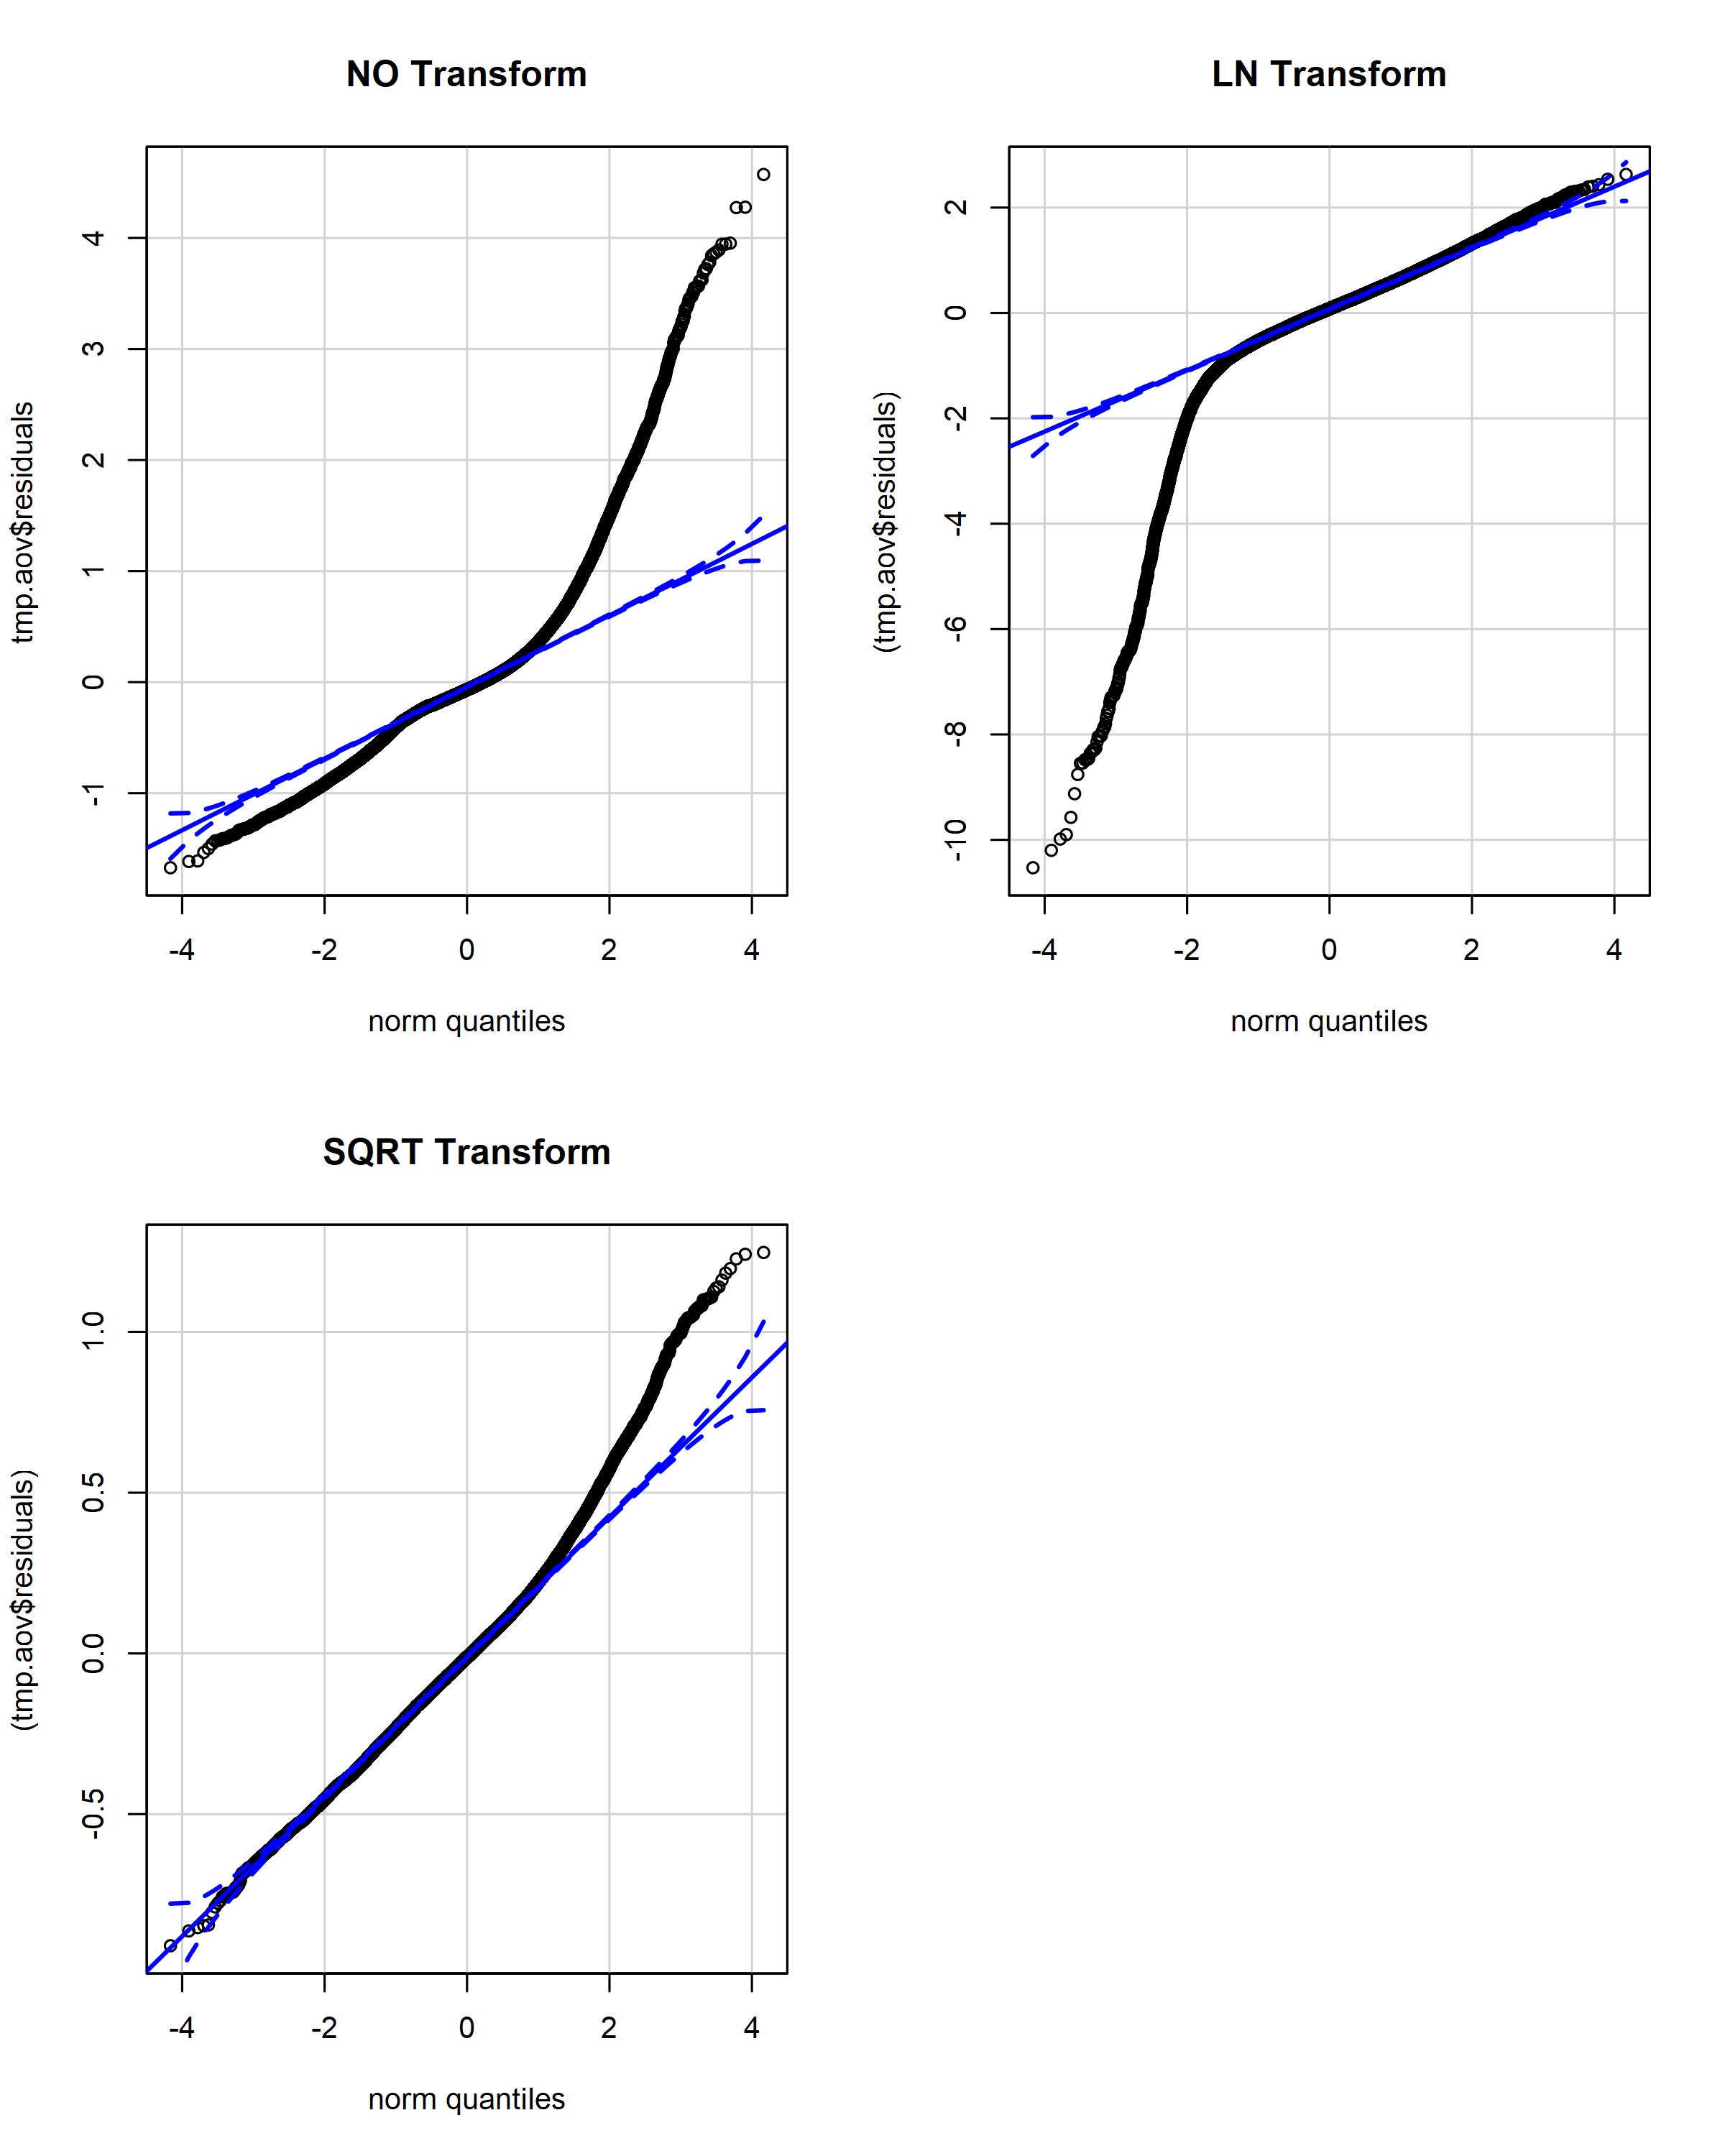 NO Transform
tmp.aov$residuals
4
3
2
1
0
-1
-4 -2 0 2 4
norm quantiles
LN Transform
(tmp.aov$residuals)
2
0
-2
-4
-6
-8
-10
-4 -2 0 2 4
norm quantiles
SQRT Transform
(tmp.aov$residuals)
1.0
0.5
0.0
-0.5
-4 -2 0 2 4
norm quantiles